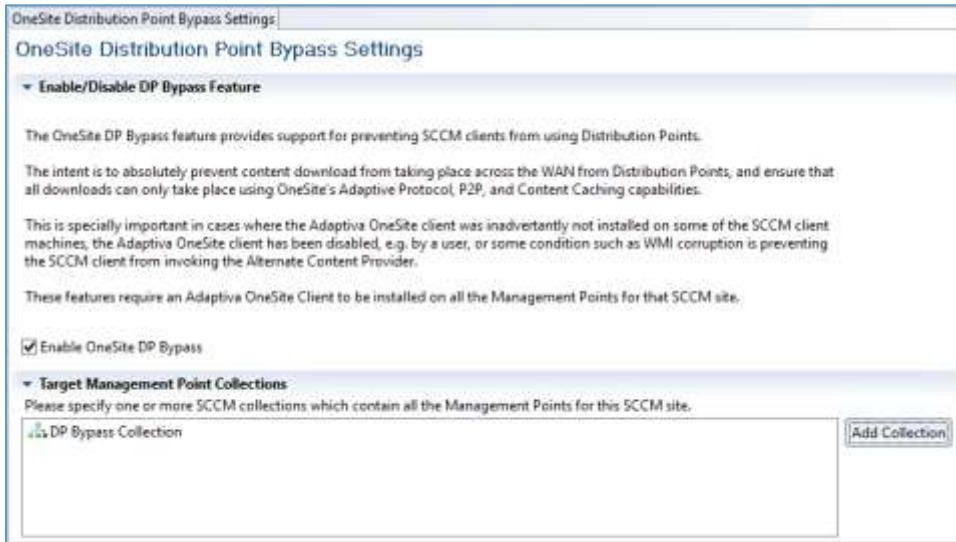 OneSite Distribution Point Bypass Settings
OneSite Distribution Point Bypass Settings
Enable/Disable DP Bypass Feature
The OneSite DP Bypass feature provides support for preventing SCCM clients from using Distribution Points.
The intent is to absolutely prevent content download from taking place across the WAN from Distribution Points, and ensure that
all downloads can only take place using OneSite's Adaptive Protocol, P2P, and Content Caching capabilities.
This is specially important in cases where the Adaptiva OneSite client was inadvertantly not installed on some of the SCCM client
machines, the Adaptiva OneSite client has been disabled, e.g. by a user, or some condition such as WMI corruption is preventing
the SCCM client from invoking the Alternate Content Provider.
These features require an Adaptiva OneSite Client to be installed on all the Management Points for that SCCM site.
Enable OneSite DP Bypass
Target Management Point Collections
Please specify one or more SCCM collections which contain all the Management Points for this SCCM site.
DP Bypass Collection
Add Collection